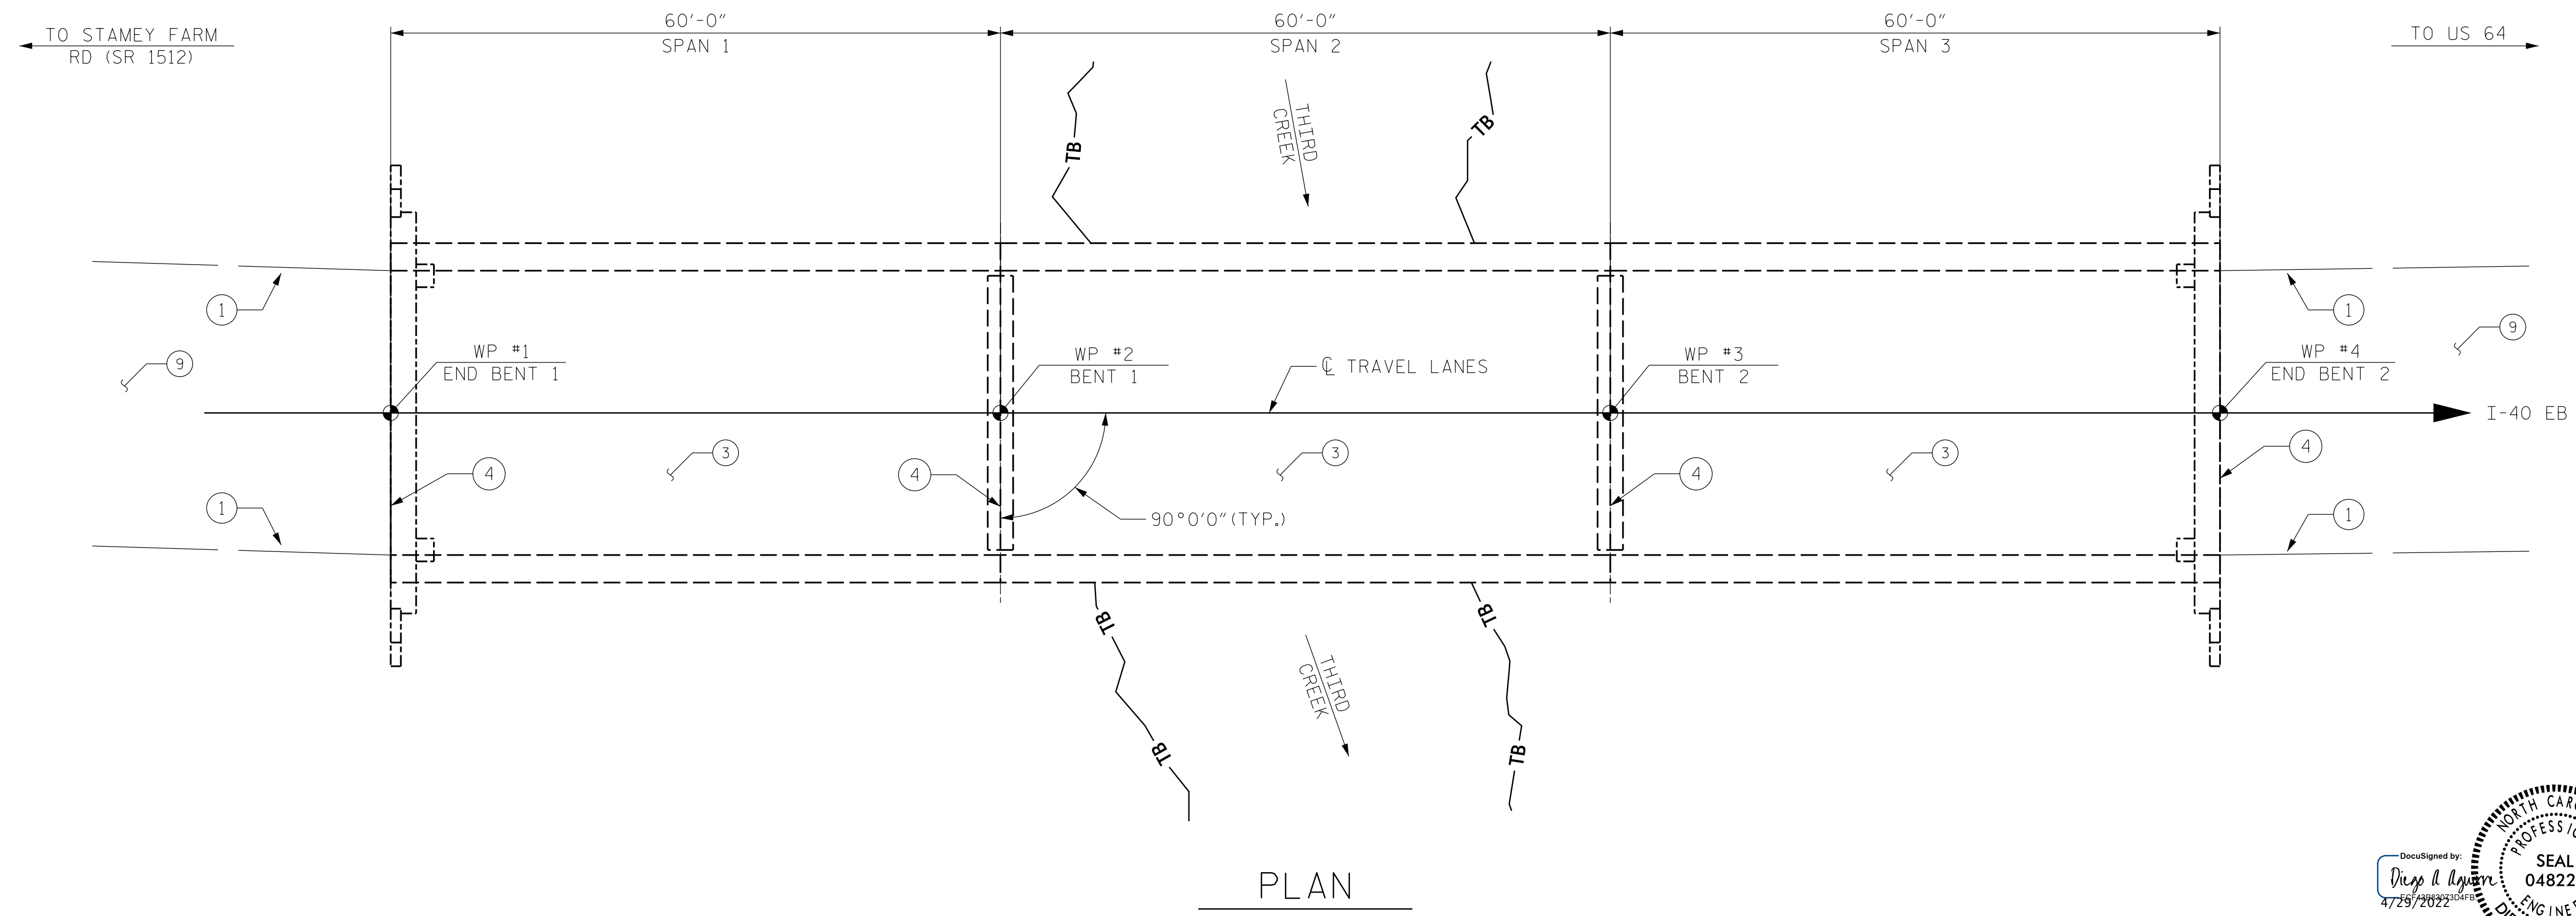 60'-0"
60'-0"
60'-0"
TO STAMEY FARM
RD (SR 1512)
SPAN 1
SPAN 2
SPAN 3
TO US 64
TB
THIRD
CREEK
TB
1
1
9
WP #1
END BENT 1
WP #2
BENT 1
℄ TRAVEL LANES
WP #3
BENT 2
WP #4
END BENT 2
9
I-40 EB
3
3
3
4
4
4
4
1
90°0'0"(TYP.)
1
TB
TB
THIRD
CREEK
TB
TB
PLAN
DocuSigned by:
Diego A Aguirre
4/29/2022
SEAL